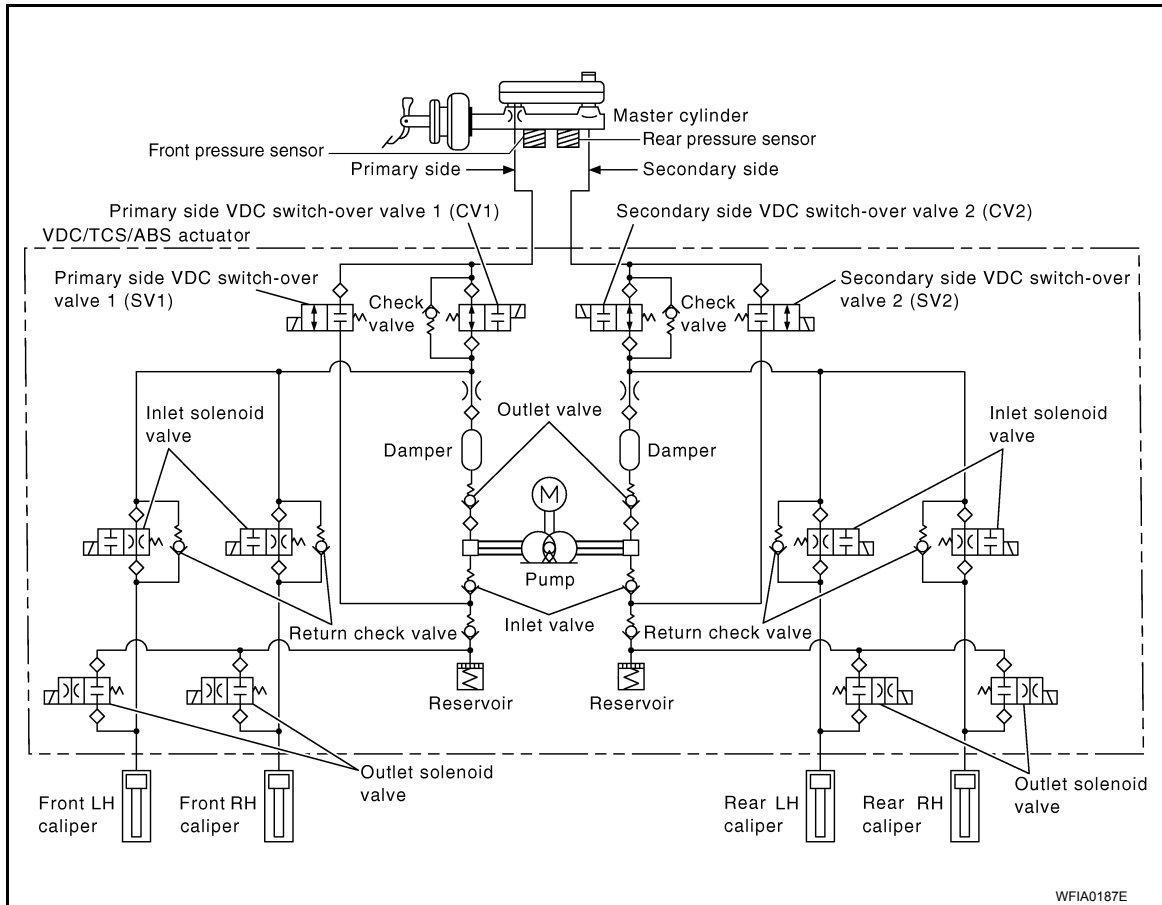 Master cylinder
Front pressure sensor
Rear pressure sensor
Primary side
Secondary side
Primary side VDC switch-over valve 1 (CV1)
Secondary side VDC switch-over valve 2 (CV2)
VDC/TCS/ABS actuator
Primary side VDC switch-over
valve 1 (SV1)
Check
valve
Check
valve
Secondary side VDC switch-over
valve 2 (SV2)
Inlet solenoid
valve
Outlet valve
Inlet solenoid
valve
Damper
Damper
M
Pump
Return check valve
Inlet valve
Return check valve
Reservoir
Reservoir
Outlet solenoid
valve
Outlet solenoid
valve
Front LH
caliper
Front RH
caliper
Rear LH
caliper
Rear RH
caliper
WFIA0187E